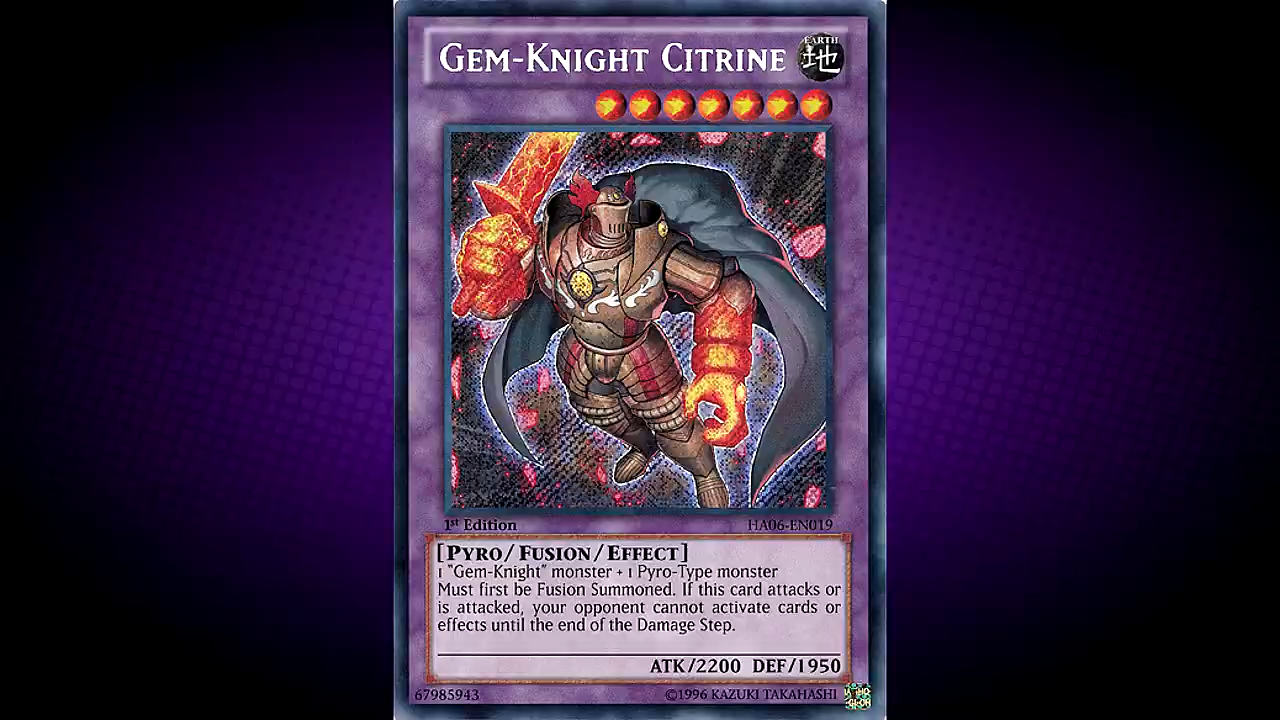 Gem-Knight Citrine
EARTH
地
1st Edition
HA06-EN019
[Pyro/Fusion/Effect]
1 "Gem-Knight" monster + 1 Pyro-Type monster
Must first be Fusion Summoned. If this card attacks or
is attacked, your opponent cannot activate cards or
effects until the end of the Damage Step.
ATK/2200 DEF/1950
67985943
©1996 KAZUKI TAKAHASHI